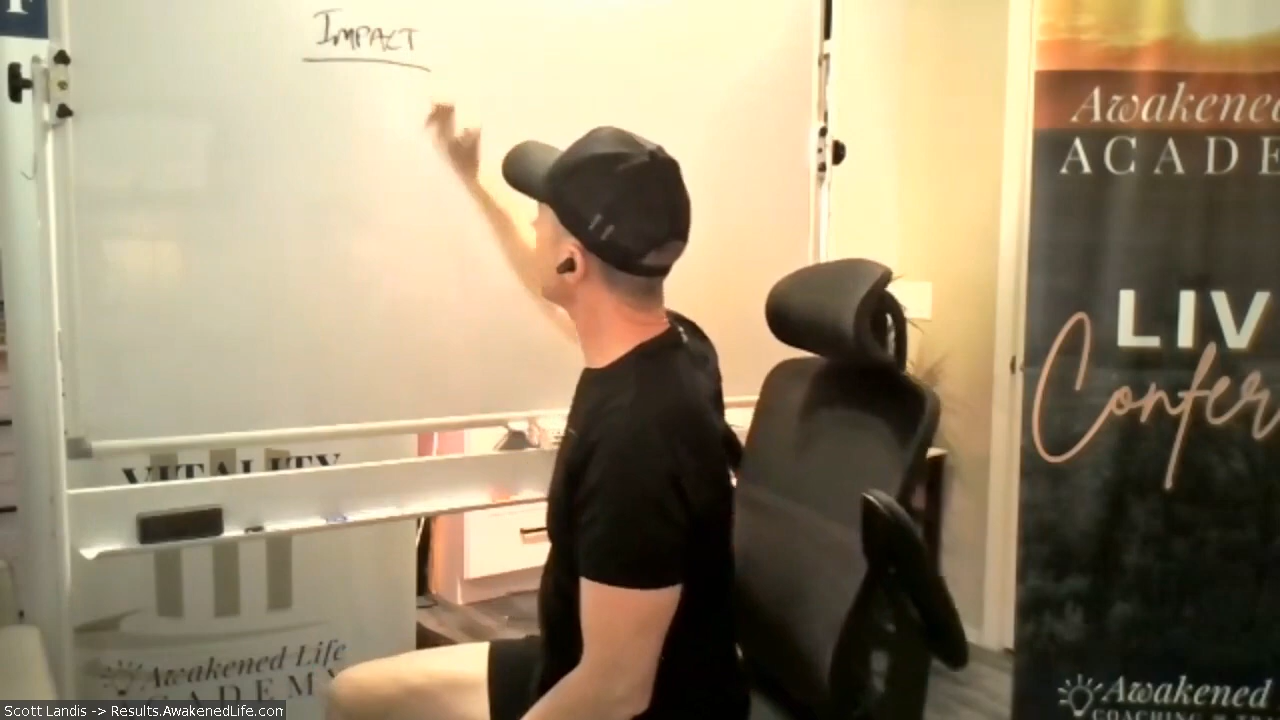 F
IMPACT
VITALITY
Awakened Life
ACADEMY
Awakened
ACADE
LIV
Confer
Awakened
Scott Landis -> Results.AwakenedLife.com